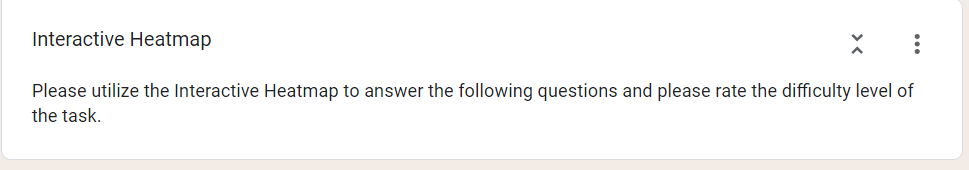 Interactive Heatmap
Please utilize the Interactive Heatmap to answer the following questions and please rate the difficulty level of
the task.